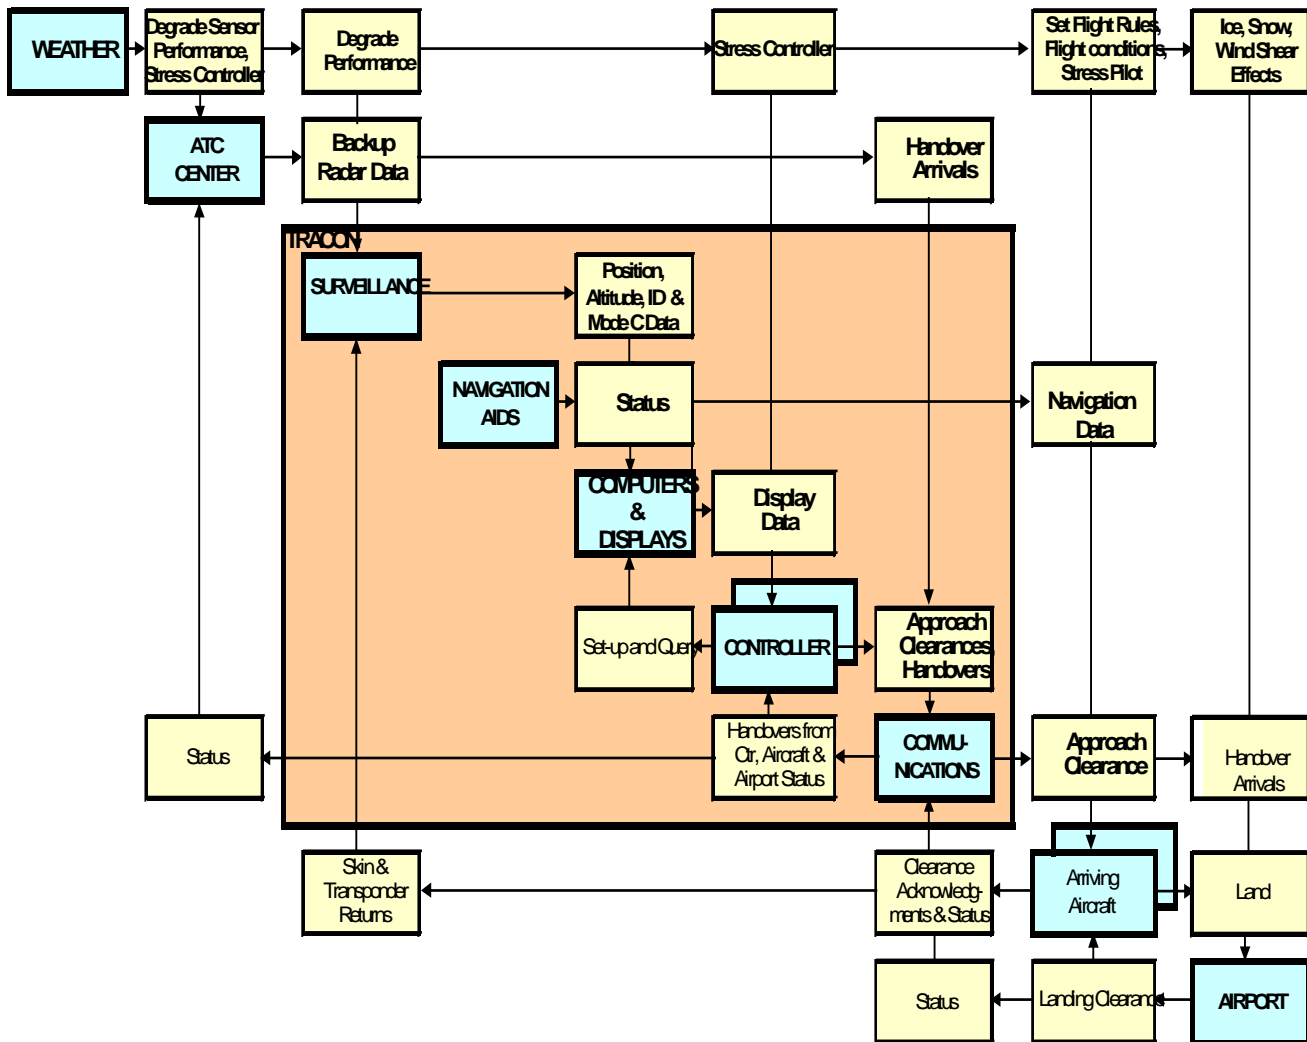 WEATHER
Degrade Sensor
Performance,
Stress Controller
Degrade
Performance
Stress Controller
Set Flight Rules,
Flight conditions,
Stress Pilot
Ice, Snow,
Wind Shear
Effects
ATC
CENTER
Backup
Radar Data
Handover
Arrivals
TRACON
SURVEILLANCE
Position,
Altitude, ID &
Mode C Data
NAVIGATION
AIDS
Status
Navigation
Data
COMPUTERS
&
DISPLAYS
Display
Data
Set-up and Query
CONTROLLER
Approach
Clearances,
Handovers
Status
Handovers from
Ctr, Aircraft &
Airport Status
COMMU-
NICATIONS
Approach
Clearance
Handover
Arrivals
Skin &
Transponder
Returns
Clearance
Acknowledg-
ments & Status
Arriving
Aircraft
Land
Status
Landing Clearance
AIRPORT